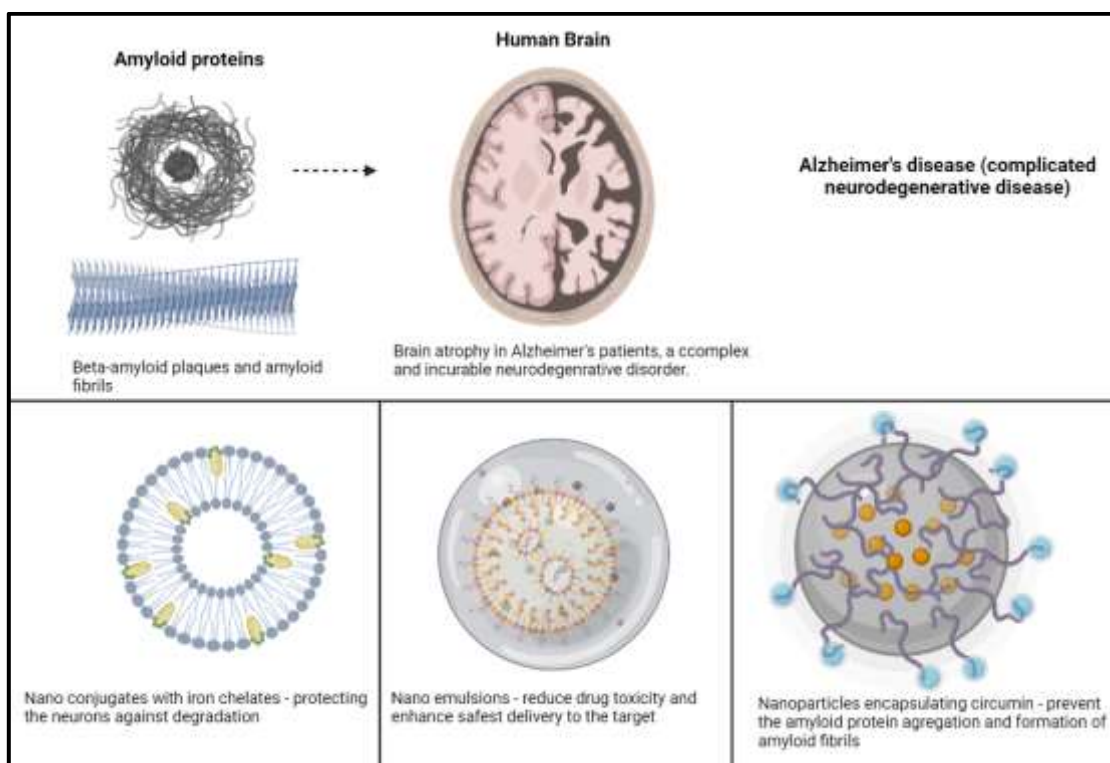 Human Brain
Amyloid proteins
Alzheimer's disease (complicated
neurodegenerative disease)
Beta-amyloid plaques and amyloid
fibrils
Brain atrophy in Alzheimer's patients, a ccomplex
and incurable neurodegenrative disorder.
Nano conjugates with iron chelates - protecting
the neurons against degradation
Nano emulsions - reduce drug toxicity and
enhance safest delivery to the target
Nanoparticles encapsulating circumin - prevent
the amyloid protein agregation and formation of
amyloid fibrils